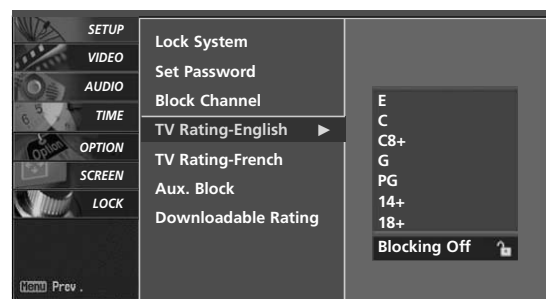 SETUP
VIDEO
AUDIO
TIME
OPTION
SCREEN
LOCK
Menu Prev.
Lock System
Set Password
Block Channel
TV Rating-English ►
TV Rating-French
Aux. Block
Downloadable Rating
E
C
C8+
G
PG
14+
18+
Blocking Off